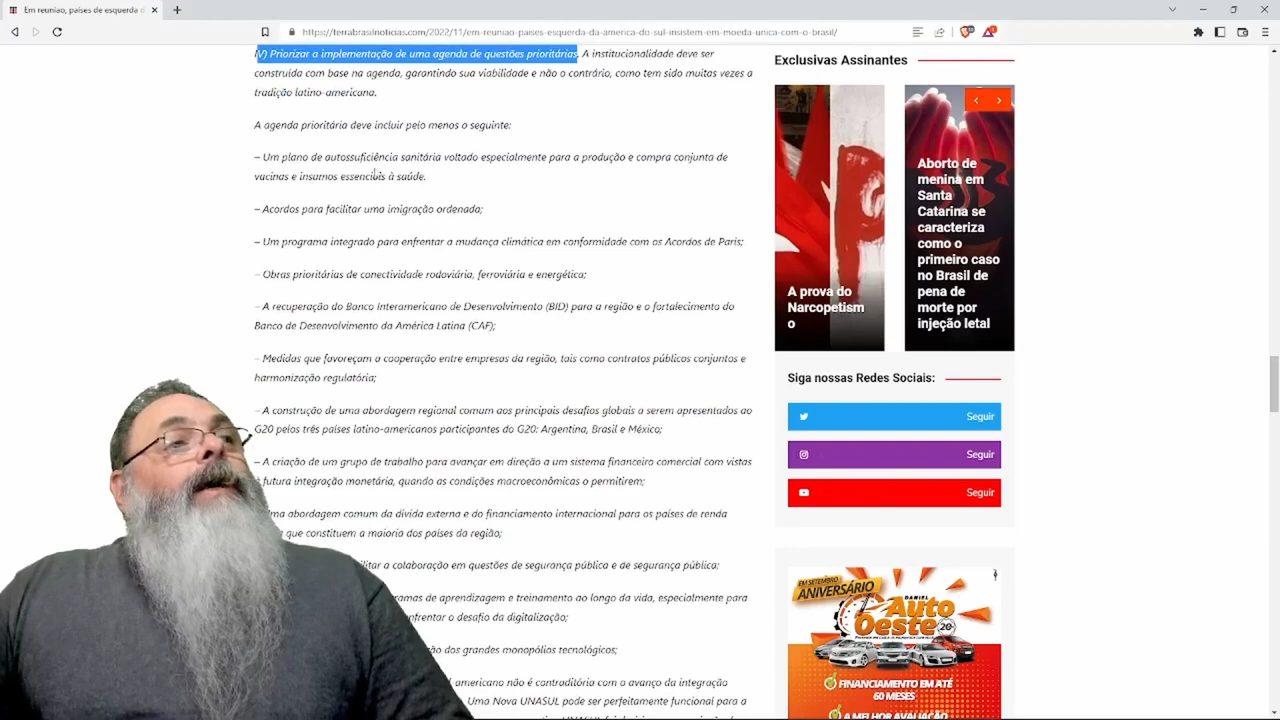 Em reunião, países de esquerda d
https://terrabrasilnoticias.com/2022/11/em-reuniao-paises-esquerda-da-america-do-sul-insistem-em-moeda-unica-com-o-brasil/
IV) Priorizar a implementação de uma agenda de questões prioritárias. A institucionalidade deve ser
construída com base na agenda, garantindo sua viabilidade e não o contrário, como tem sido muitas vezes a
tradição latino-americana.
A agenda prioritária deve incluir pelo menos o seguinte:
– Um plano de autossuficiência sanitária voltado especialmente para a produção e compra conjunta de
vacinas e insumos essenciais à saúde.
– Acordos para facilitar uma imigração ordenada;
– Um programa integrado para enfrentar a mudança climática em conformidade com os Acordos de Paris;
– Obras prioritárias de conectividade rodoviária, ferroviária e energética;
– A recuperação do Banco Interamericano de Desenvolvimento (BID) para a região e o fortalecimento do
Banco de Desenvolvimento da América Latina (CAF);
– Medidas que favoreçam a cooperação entre empresas da região, tais como contratos públicos conjuntos e
harmonização regulatória;
– A construção de uma abordagem regional comum aos principais desafios globais a serem apresentados ao
G20 pelos três países latino-americanos participantes do G20: Argentina, Brasil e México;
– A criação de um grupo de trabalho para avançar em direção a um sistema financeiro comercial com vistas
à futura integração monetária, quando as condições macroeconômicas o permitirem;
uma abordagem comum da dívida externa e do financiamento internacional para os países de renda
que constituem a maioria dos países da região;
litar a colaboração em questões de segurança pública e de segurança pública;
ramas de aprendizagem e treinamento ao longo da vida, especialmente para
nfrentar o desafio da digitalização;
ção dos grandes monopólios tecnológicos;
americano não é contraditória com o avanço da integração
Uma Nova UNASUL pode ser perfeitamente funcional para a
Exclusivas Assinantes
A prova do
Narcopetism
o
Aborto de
menina em
Santa
Catarina se
caracteriza
como o
primeiro caso
no Brasil de
pena de
morte por
injeção letal
Siga nossas Redes Sociais:
Seguir
Seguir
Seguir
EM SETEMBRO
ANIVERSÁRIO
DANIEL
Auto
Oeste
20
FINANCIAMENTO EM ATÉ
60 MESES
A MELHOR AVALIAÇÃO